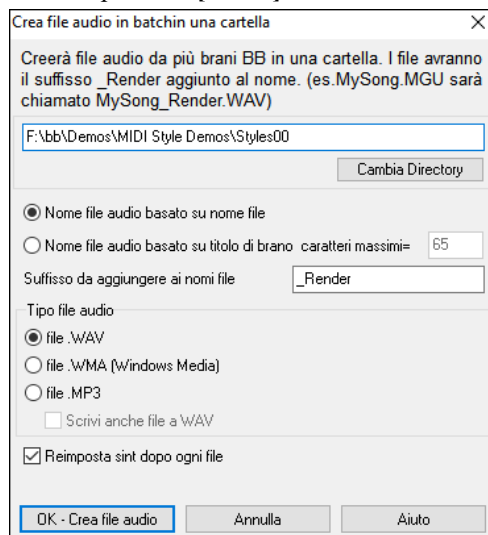 Crea file audio in batchin una cartella
Creerà file audio da più brani BB in una cartella. I file avranno
il suffisso _Render aggiunto al nome. (es.MySong.MGU sarà
chiamato MySong_Render.WAV)
F:\bb\Demos\MIDI Style Demos\Styles00
Cambia Directory
Nome file audio basato su nome file
Nome file audio basato su titolo di brano caratteri massimi= 65
Suffisso da aggiungere ai nomi file _Render
Tipo file audio
file .WAV
file .WMA (Windows Media)
file .MP3
Scrivi anche file a WAV
Reimposta sint dopo ogni file
OK - Crea file audio Annulla Aiuto